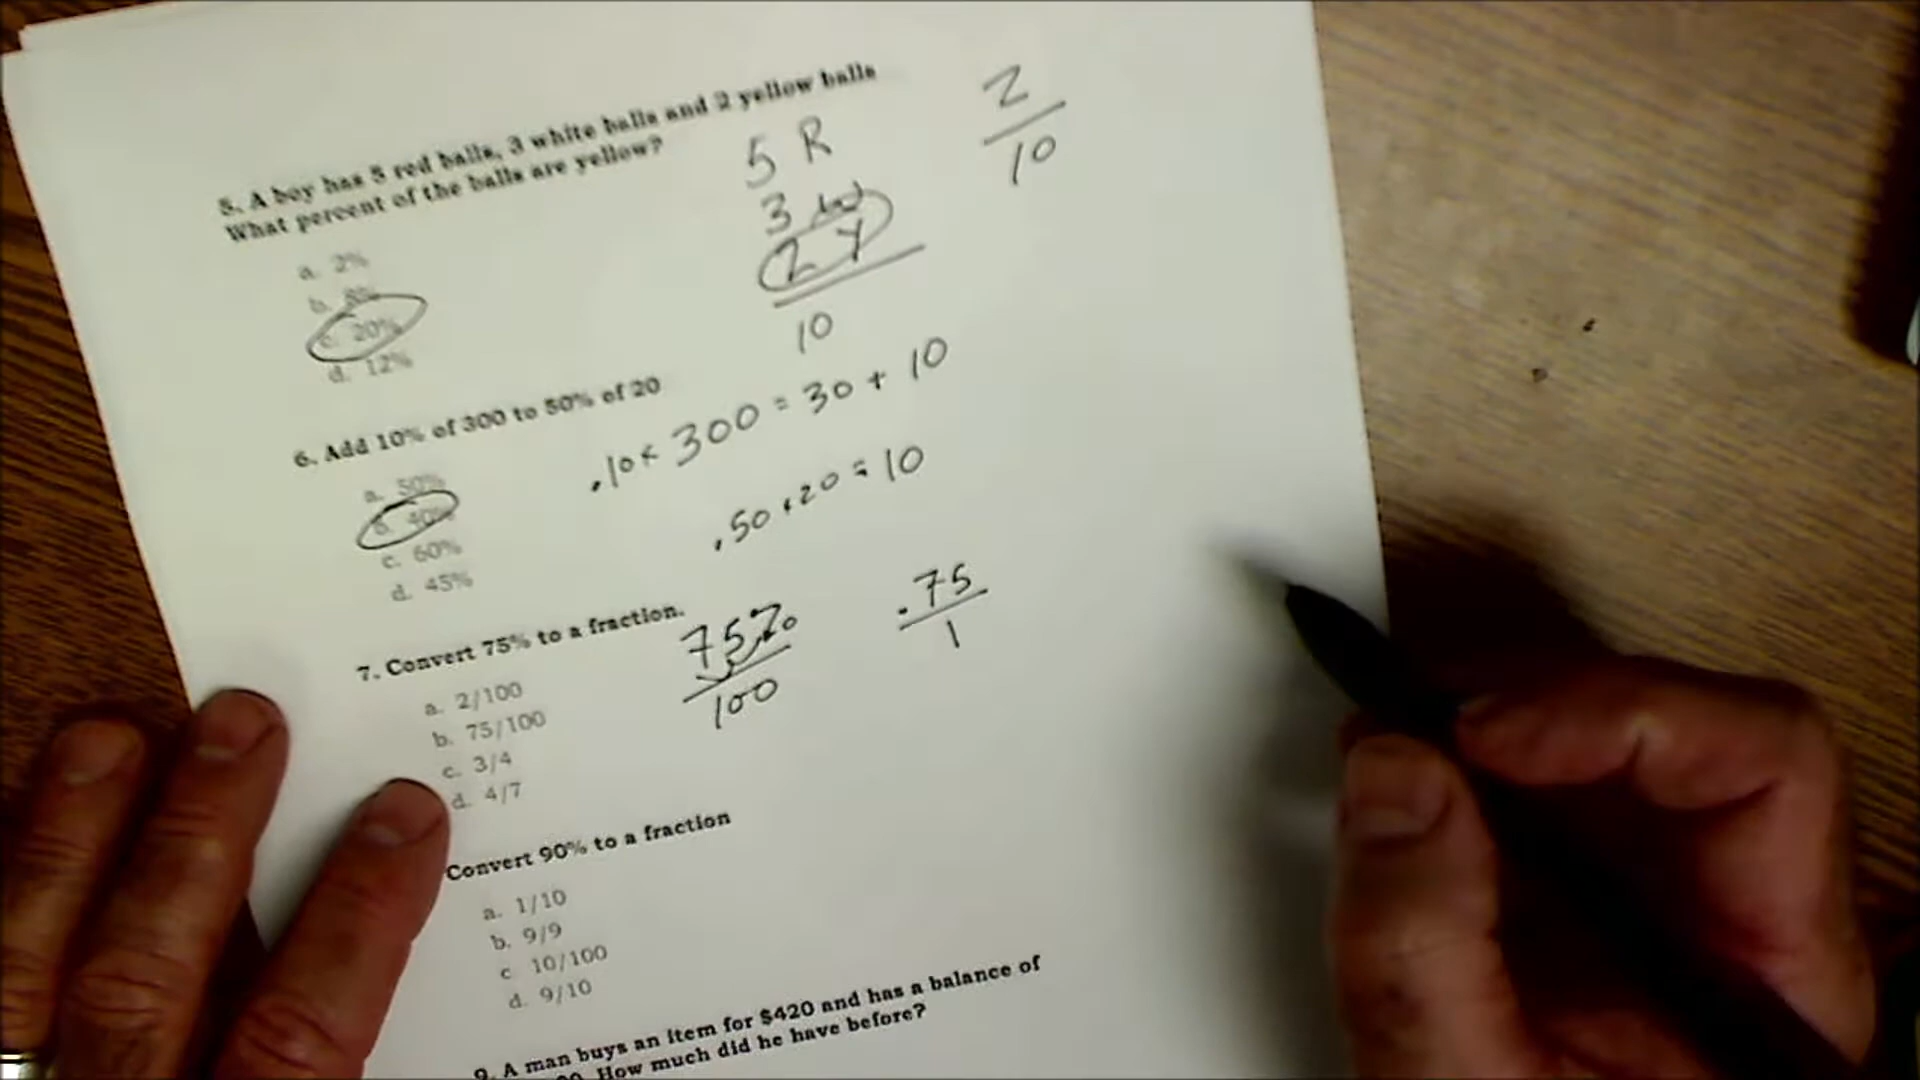 5. A boy has 5 red balls, 3 white balls and 2 yellow balls
What percent of the balls are yellow?
a. 2%
b. 8%
c. 20%
d. 12%
5 R
3 W
2 Y
10
2
10
6. Add 10% of 300 to 50% of 20
a. 50%
b. 40%
c. 60%
d. 45%
.10 × 300 = 30 + 10
.50 . 20 = 10
7. Convert 75% to a fraction.
a. 2/100
b. 75/100
c. 3/4
d. 4/7
75%
100
.75
1
Convert 90% to a fraction
a. 1/10
b. 9/9
c 10/100
d. 9/10
9. A man buys an item for $420 and has a balance of
How much did he have before?